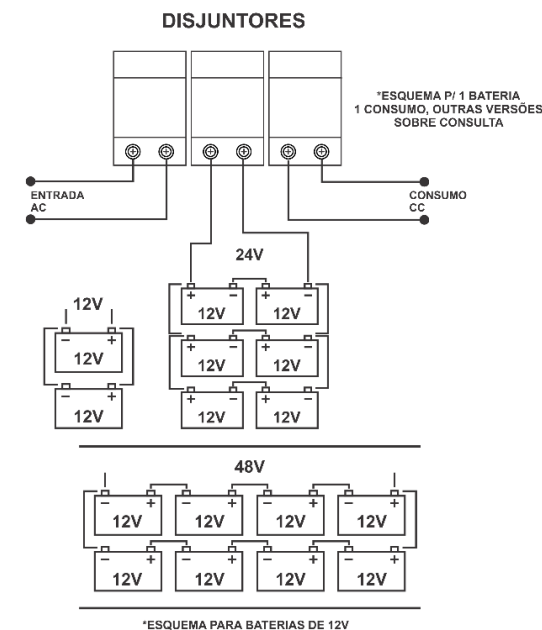 DISJUNTORES
*ESQUEMA P/ 1 BATERIA
1 CONSUMO, OUTRAS VERSÕES
SOBRE CONSULTA
ENTRADA
AC
CONSUMO
CC
24V
+ − + −
12V 12V
+ − + −
12V 12V
+ − + −
12V 12V
12V
− +
12V
− +
12V
48V
− + − + − + − +
12V 12V 12V 12V
− + − + − + − +
12V 12V 12V 12V
*ESQUEMA PARA BATERIAS DE 12V